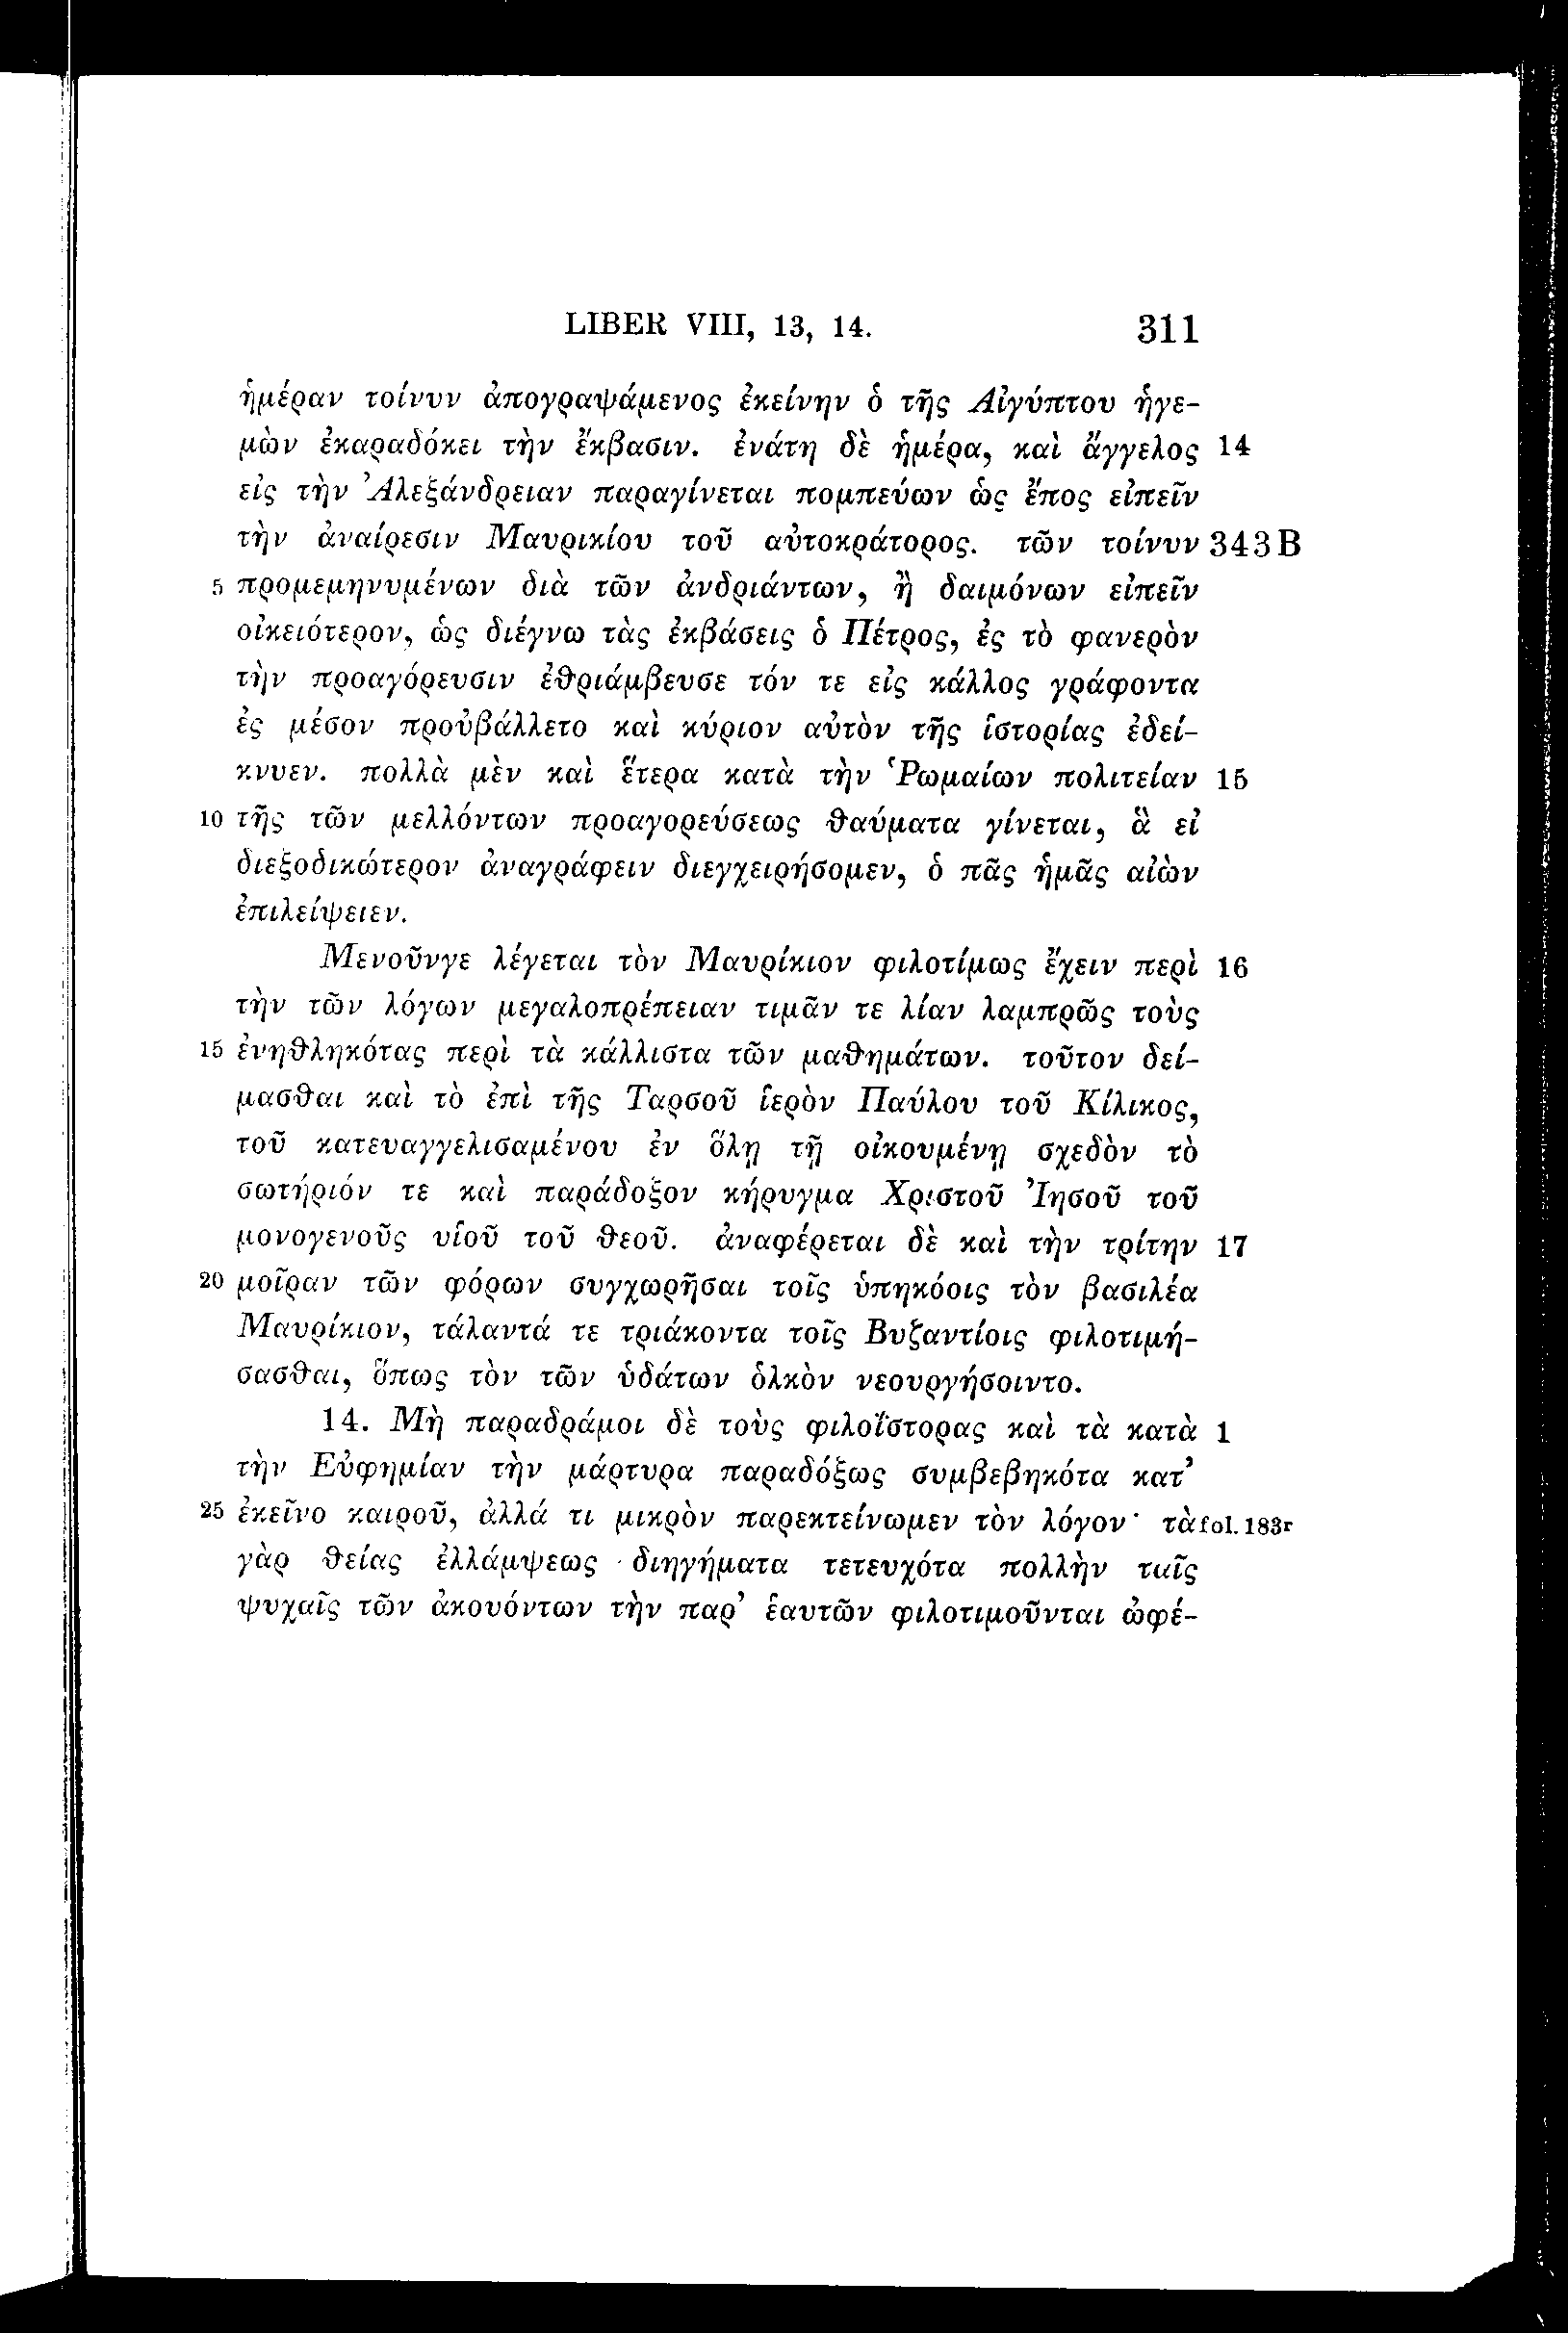 LIBER VIII, 13, 14. 311
ἡμέραν τοίνυν ἀπογραψάμενος ἐκείνην ὁ τῆς Αἰγύπτου ἡγε-
μὼν ἐκαραδόκει τὴν ἔκβασιν. ἐνάτη δὲ ἡμέρα, καὶ ἄγγελος 14
εἰς τὴν Ἀλεξάνδρειαν παραγίνεται πομπεύων ὡς ἔπος εἰπεῖν
τὴν ἀναίρεσιν Μαυρικίου τοῦ αὐτοκράτορος. τῶν τοίνυν 343 B
5 προμεμηνυμένων διὰ τῶν ἀνδριάντων, ἢ δαιμόνων εἰπεῖν
οἰκειότερον, ὡς διέγνω τὰς ἐκβάσεις ὁ Πέτρος, ἐς τὸ φανερὸν
τὴν προαγόρευσιν ἐθριάμβευσε τόν τε εἰς κάλλος γράφοντα
ἐς μέσον προὐβάλλετο καὶ κύριον αὐτὸν τῆς ἱστορίας ἐδεί-
κνυεν. πολλὰ μὲν καὶ ἕτερα κατὰ τὴν Ῥωμαίων πολιτείαν 15
10 τῆς τῶν μελλόντων προαγορεύσεως θαύματα γίνεται, ἃ εἰ
διεξοδικώτερον ἀναγράφειν διεγχειρήσομεν, ὁ πᾶς ἡμᾶς αἰὼν
ἐπιλείψειεν.
Μενοῦνγε λέγεται τὸν Μαυρίκιον φιλοτίμως ἔχειν περὶ 16
τὴν τῶν λόγων μεγαλοπρέπειαν τιμᾶν τε λίαν λαμπρῶς τοὺς
15 ἐνηθληκότας περὶ τὰ κάλλιστα τῶν μαθημάτων. τοῦτον δεί-
μασθαι καὶ τὸ ἐπὶ τῆς Ταρσοῦ ἱερὸν Παύλου τοῦ Κίλικος,
τοῦ κατευαγγελισαμένου ἐν ὅλῃ τῇ οἰκουμένῃ σχεδὸν τὸ
σωτήριόν τε καὶ παράδοξον κήρυγμα Χριστοῦ Ἰησοῦ τοῦ
μονογενοῦς υἱοῦ τοῦ θεοῦ. ἀναφέρεται δὲ καὶ τὴν τρίτην 17
20 μοῖραν τῶν φόρων συγχωρῆσαι τοῖς ὑπηκόοις τὸν βασιλέα
Μαυρίκιον, τάλαντά τε τριάκοντα τοῖς Βυζαντίοις φιλοτιμή-
σασθαι, ὅπως τὸν τῶν ὑδάτων ὁλκὸν νεουργήσοιντο.
14. Μὴ παραδράμοι δὲ τοὺς φιλοΐστορας καὶ τὰ κατὰ 1
τὴν Εὐφημίαν τὴν μάρτυρα παραδόξως συμβεβηκότα κατ’
25 ἐκεῖνο καιροῦ, ἀλλά τι μικρὸν παρεκτείνωμεν τὸν λόγον· τὰ fol. 183r
γὰρ θείας ἐλλάμψεως διηγήματα τετευχότα πολλὴν ταῖς
ψυχαῖς τῶν ἀκουόντων τὴν παρ’ ἑαυτῶν φιλοτιμοῦνται ὠφέ-